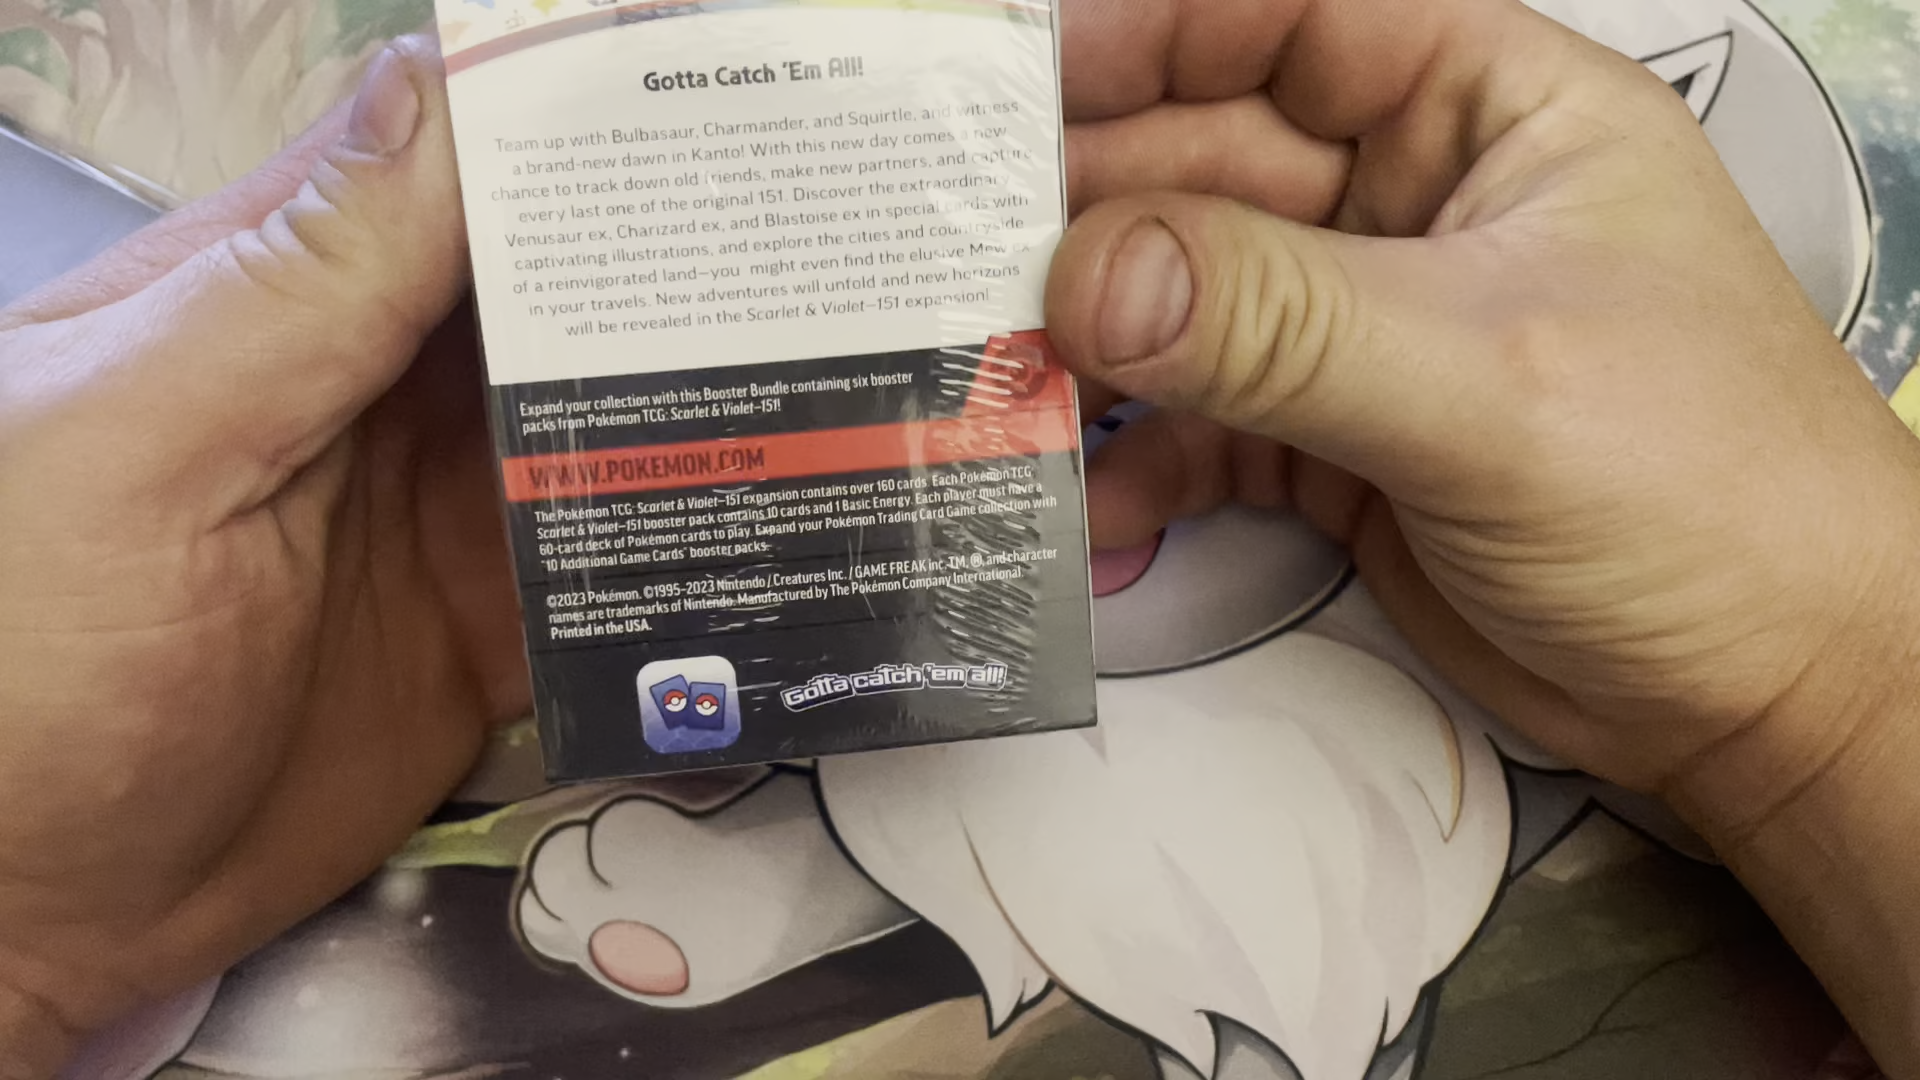 Gotta Catch 'Em All!
Team up with Bulbasaur, Charmander, and Squirtle, and witness
a brand-new dawn in Kanto! With this new day comes a new
chance to track down old friends, make new partners, and capture
every last one of the original 151. Discover the extraordinary
Venusaur ex, Charizard ex, and Blastoise ex in special cards with
captivating illustrations, and explore the cities and countryside
of a reinvigorated land—you might even find the elusive Mew ex
in your travels. New adventures will unfold and new horizons
will be revealed in the Scarlet & Violet—151 expansion!
Expand your collection with this Booster Bundle containing six booster
packs from Pokémon TCG: Scarlet & Violet—151!
WWW.POKEMON.COM
The Pokémon TCG: Scarlet & Violet—151 expansion contains over 160 cards. Each Pokémon TCG:
Scarlet & Violet—151 booster pack contains 10 cards and 1 Basic Energy. Each player must have a
60-card deck of Pokémon cards to play. Expand your Pokémon Trading Card Game collection with
"10 Additional Game Cards" booster packs.
©2023 Pokémon. ©1995–2023 Nintendo / Creatures Inc. / GAME FREAK inc. TM, ®, and character
names are trademarks of Nintendo. Manufactured by The Pokémon Company International.
Printed in the USA.
Gotta catch 'em all!